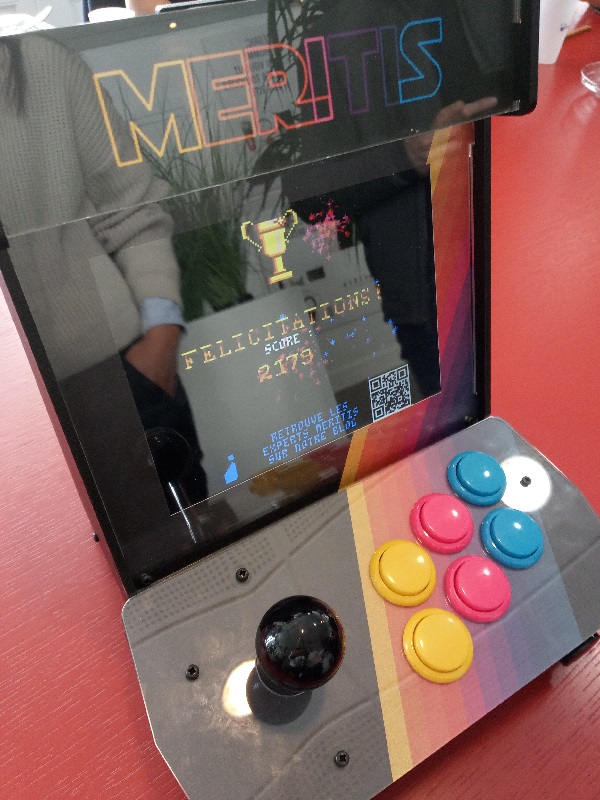 MERITIS
FELICITATIONS!
SCORE :
2179
RETROUVE LES
EXPERTS MERITIS
SUR NOTRE BLOG